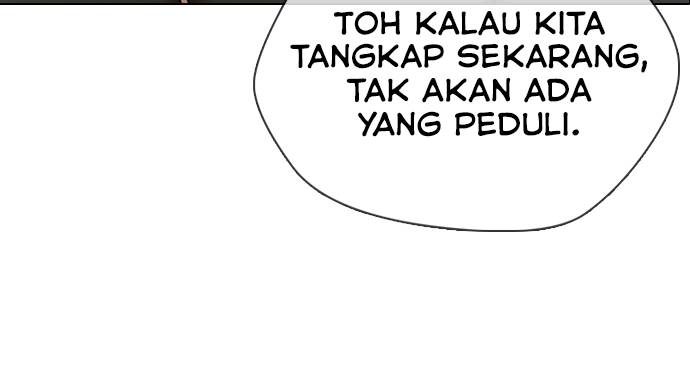 TOH KALAU KITA
TANGKAP SEKARANG,
TAK AKAN ADA
YANG PEDULI.